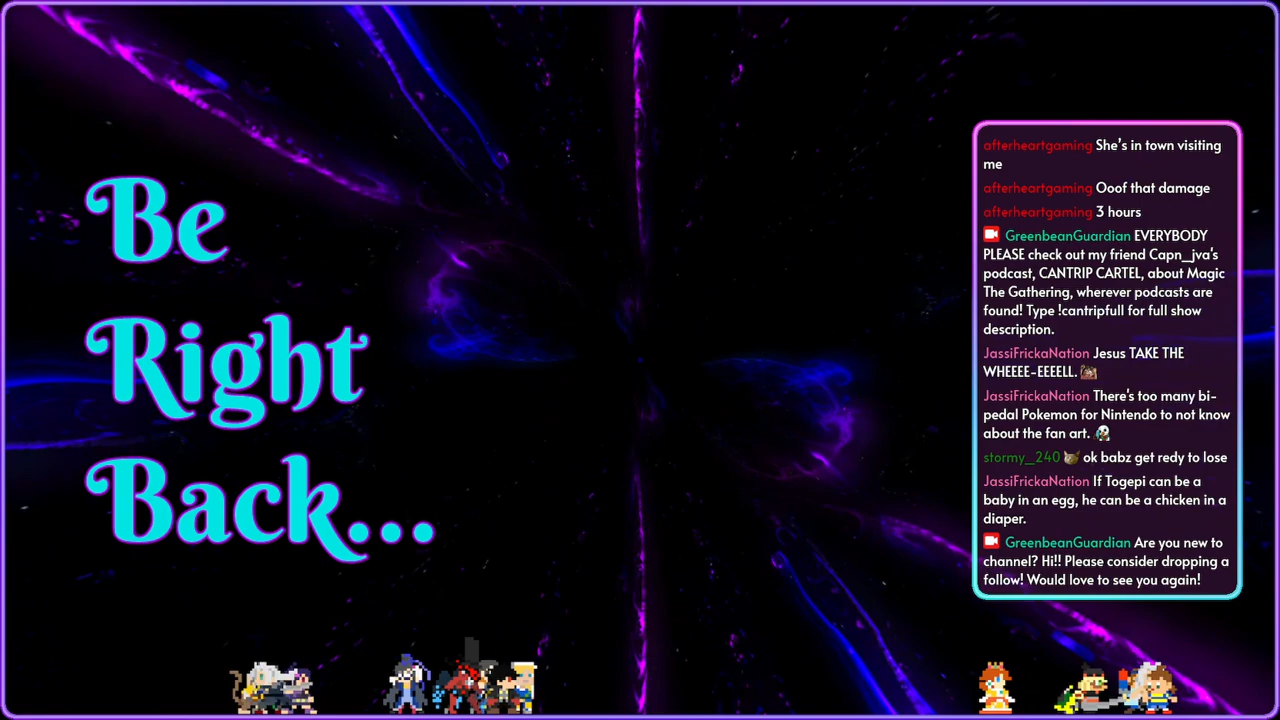 Be
Right
Back...
afterheartgaming She's in town visiting
me
afterheartgaming Ooof that damage
afterheartgaming 3 hours
GreenbeanGuardian EVERYBODY
PLEASE check out my friend Capn_jva's
podcast, CANTRIP CARTEL, about Magic
The Gathering, wherever podcasts are
found! Type !cantripfull for full show
description.
JassiFrickaNation Jesus TAKE THE
WHEEEE-EEEELL.
JassiFrickaNation There's too many bi-
pedal Pokemon for Nintendo to not know
about the fan art.
stormy_240 ok babz get redy to lose
JassiFrickaNation If Togepi can be a
baby in an egg, he can be a chicken in a
diaper.
GreenbeanGuardian Are you new to
channel? Hi!! Please consider dropping a
follow! Would love to see you again!